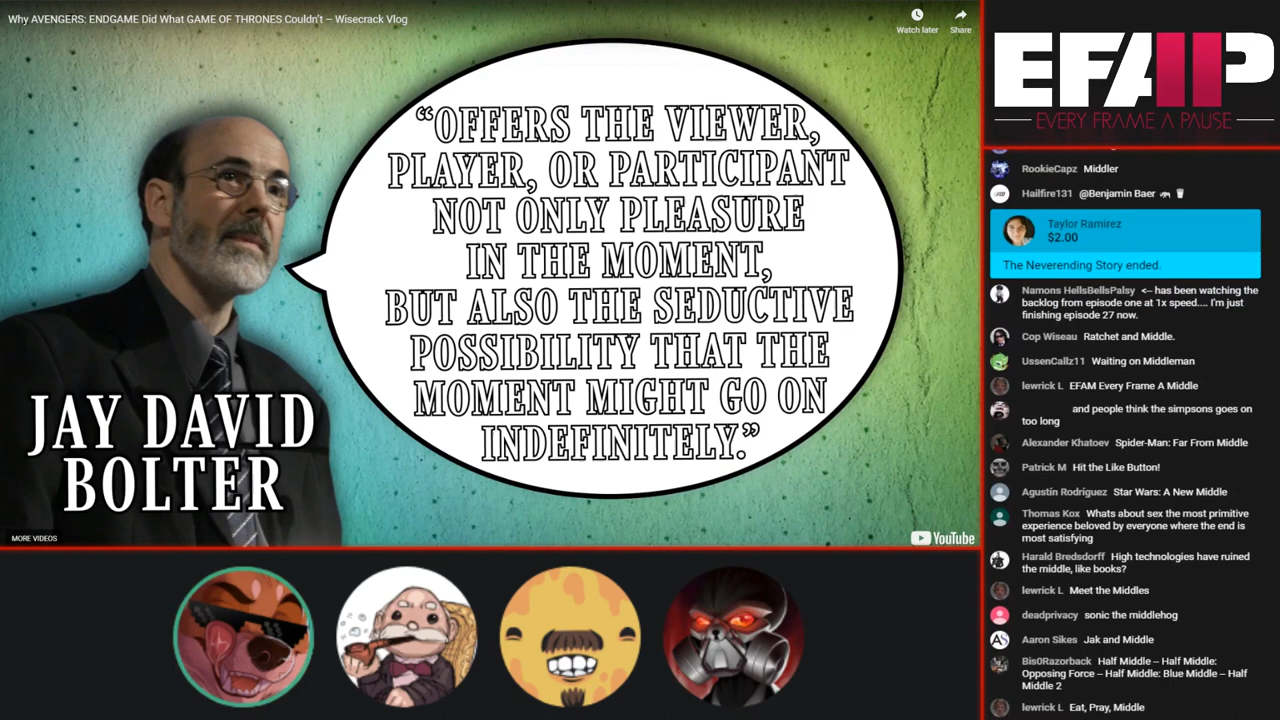 Why AVENGERS: ENDGAME Did What GAME OF THRONES Couldn't – Wisecrack Vlog
Watch later
Share
“OFFERS THE VIEWER,
PLAYER, OR PARTICIPANT
NOT ONLY PLEASURE
IN THE MOMENT,
BUT ALSO THE SEDUCTIVE
POSSIBILITY THAT THE
MOMENT MIGHT GO ON
INDEFINITELY.”
JAY DAVID
BOLTER
MORE VIDEOS
YouTube
EFAP
EVERY FRAME A PAUSE
RookieCapz Middler
Hailfire131 @Benjamin Baer
Taylor Ramirez
$2.00
The Neverending Story ended.
Namons HellsBellsPalsy <-- has been watching the
backlog from episode one at 1x speed.... I'm just
finishing episode 27 now.
Cop Wiseau Ratchet and Middle.
UssenCallz11 Waiting on Middleman
lewrick L EFAM Every Frame A Middle
and people think the simpsons goes on
too long
Alexander Khatoev Spider-Man: Far From Middle
Patrick M Hit the Like Button!
Agustín Rodríguez Star Wars: A New Middle
Thomas Kox Whats about sex the most primitive
experience beloved by everyone where the end is
most satisfying
Harald Bredsdorff High technologies have ruined
the middle, like books?
lewrick L Meet the Middles
deadprivacy sonic the middlehog
AS
Aaron Sikes Jak and Middle
Bis0Razorback Half Middle – Half Middle:
Opposing Force – Half Middle: Blue Middle – Half
Middle 2
lewrick L Eat, Pray, Middle